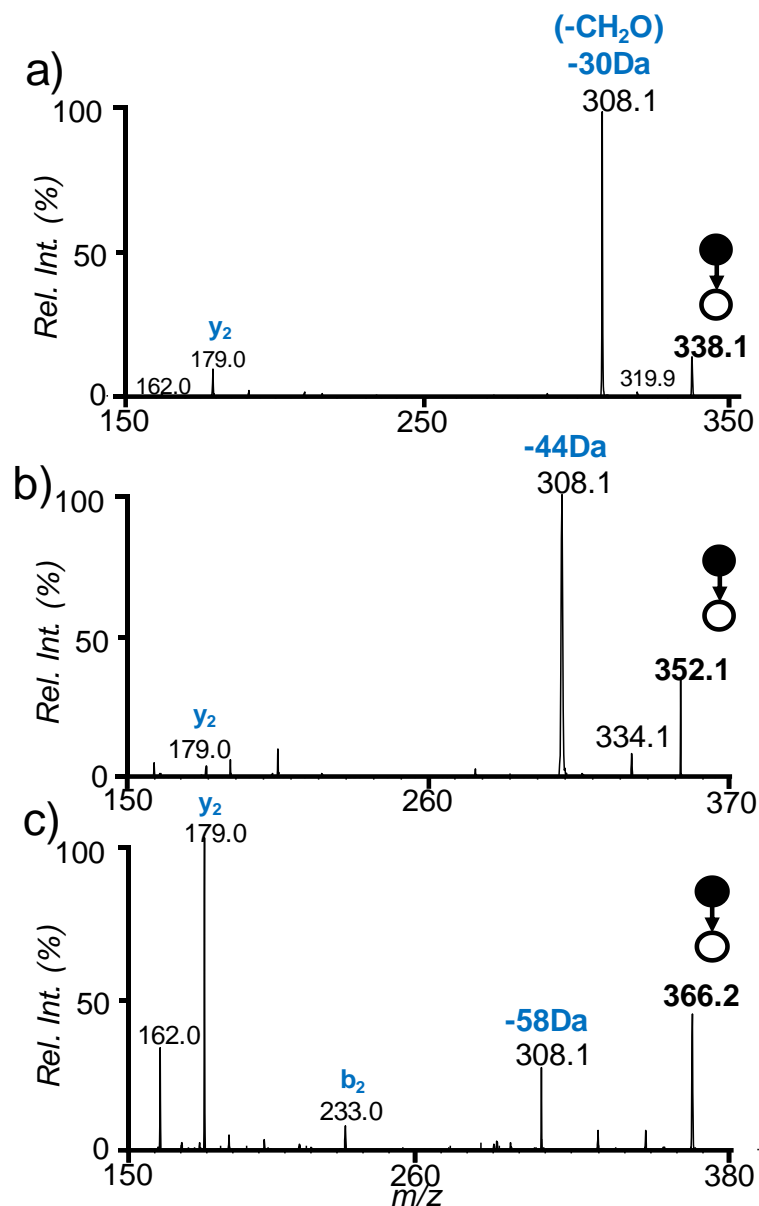 a)
(-CH₂O)
-30Da
308.1
100
Rel. Int. (%)
50
y₂
179.0
338.1
319.9
162.0
0
150
250
350
b)
-44Da
308.1
100
Rel. Int. (%)
50
352.1
y₂
334.1
179.0
0
150
260
370
c)
y₂
179.0
100
Rel. Int. (%)
50
366.2
-58Da
162.0
308.1
b₂
233.0
0
150
260
380
m/z